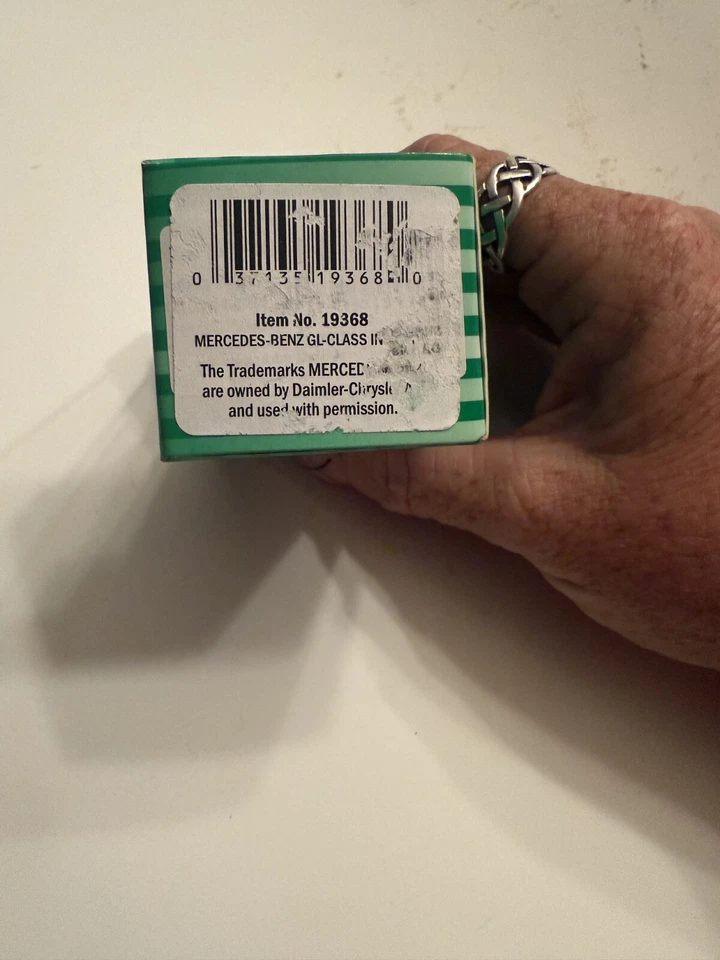 0 37135 19368 0
Item No. 19368
MERCEDES-BENZ GL-CLASS IN
The Trademarks MERCED
are owned by Daimler-Chrysle
and used with permission.